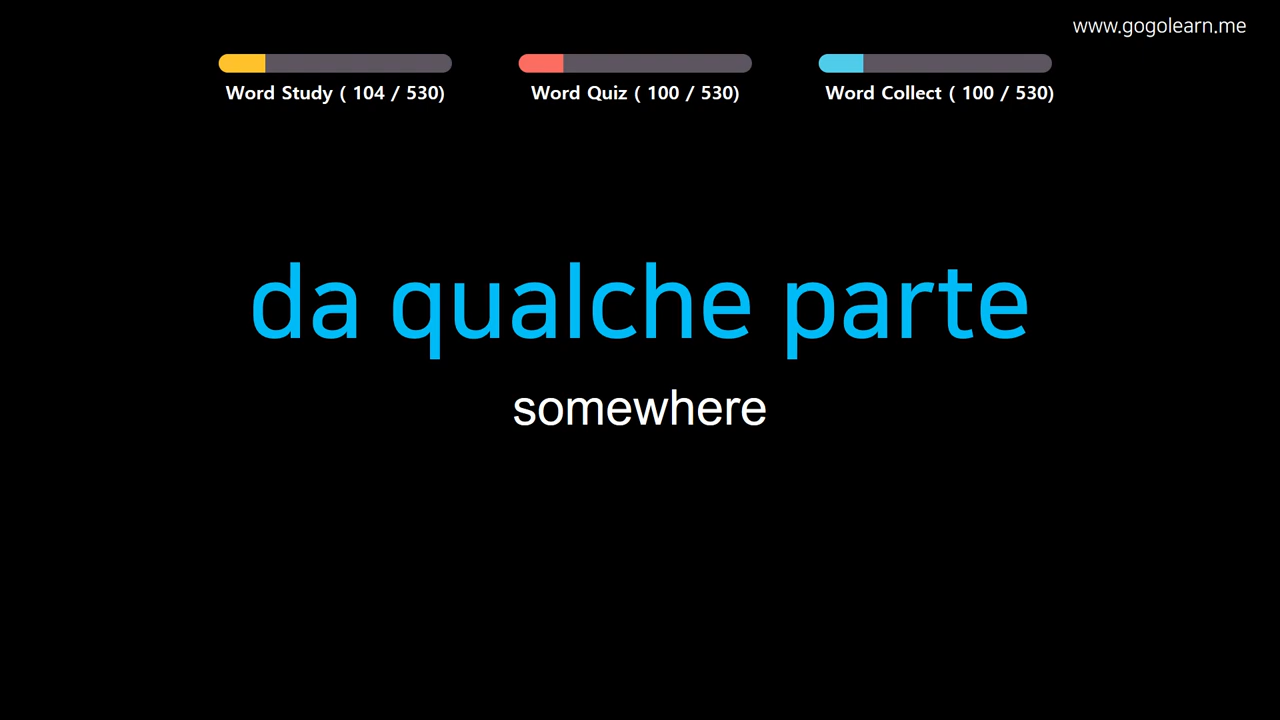 www.gogolearn.me
Word Study ( 104 / 530)
Word Quiz ( 100 / 530)
Word Collect ( 100 / 530)
da qualche parte
somewhere